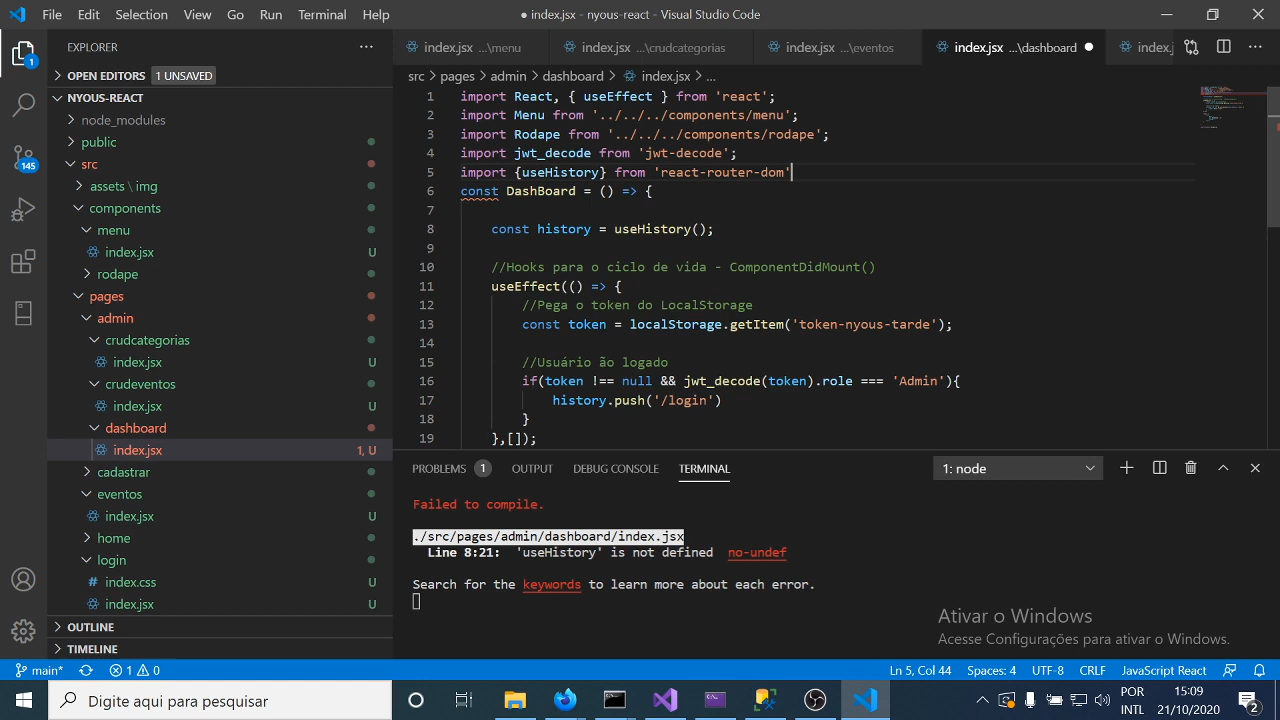 File Edit Selection View Go Run Terminal Help
● index.jsx - nyous-react - Visual Studio Code
EXPLORER
OPEN EDITORS 1 UNSAVED
NYOUS-REACT
node_modules
public
src
assets \ img
components
menu
index.jsx U
rodape
pages
admin
crudcategorias
index.jsx U
crudeventos
index.jsx U
dashboard
index.jsx 1, U
cadastrar
eventos
index.jsx U
home
login
index.css U
index.jsx U
OUTLINE
TIMELINE
1
145
index.jsx ...\menu index.jsx ...\crudcategorias index.jsx ...\eventos index.jsx ...\dashboard ● index.j
src > pages > admin > dashboard > index.jsx > ...
1 import React, { useEffect } from 'react';
2 import Menu from '../../../components/menu';
3 import Rodape from '../../../components/rodape';
4 import jwt_decode from 'jwt-decode';
5 import {useHistory} from 'react-router-dom'
6 const DashBoard = () => {
7
8 const history = useHistory();
9
10 //Hooks para o ciclo de vida - ComponentDidMount()
11 useEffect(() => {
12 //Pega o token do LocalStorage
13 const token = localStorage.getItem('token-nyous-tarde');
14
15 //Usuário ão logado
16 if(token !== null && jwt_decode(token).role === 'Admin'){
17 history.push('/login')
18 }
19 },[]);
PROBLEMS 1 OUTPUT DEBUG CONSOLE TERMINAL 1: node
Failed to compile.
./src/pages/admin/dashboard/index.jsx
Line 8:21: 'useHistory' is not defined no-undef
Search for the keywords to learn more about each error.
Ativar o Windows
Acesse Configurações para ativar o Windows.
main* 1 0 Ln 5, Col 44 Spaces: 4 UTF-8 CRLF JavaScript React
Digite aqui para pesquisar
POR
INTL
15:09
21/10/2020
2